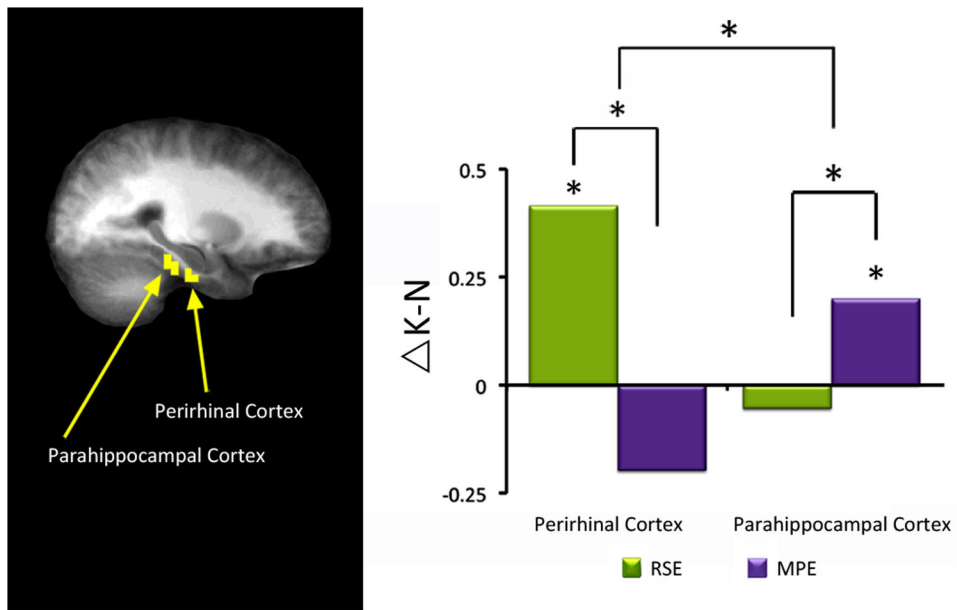 Perirhinal Cortex
Parahippocampal Cortex
*
*
*
*
*
*
0.5
0.25
0
-0.25
△K-N
Perirhinal Cortex
Parahippocampal Cortex
RSE
MPE